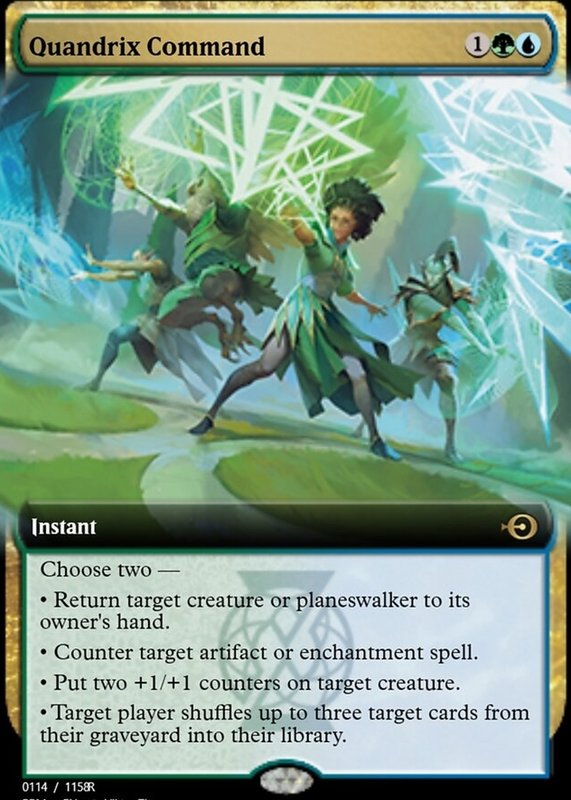 Quandrix Command
1
Instant
Choose two —
• Return target creature or planeswalker to its
owner's hand.
• Counter target artifact or enchantment spell.
• Put two +1/+1 counters on target creature.
• Target player shuffles up to three target cards from
their graveyard into their library.
0114 / 1158R